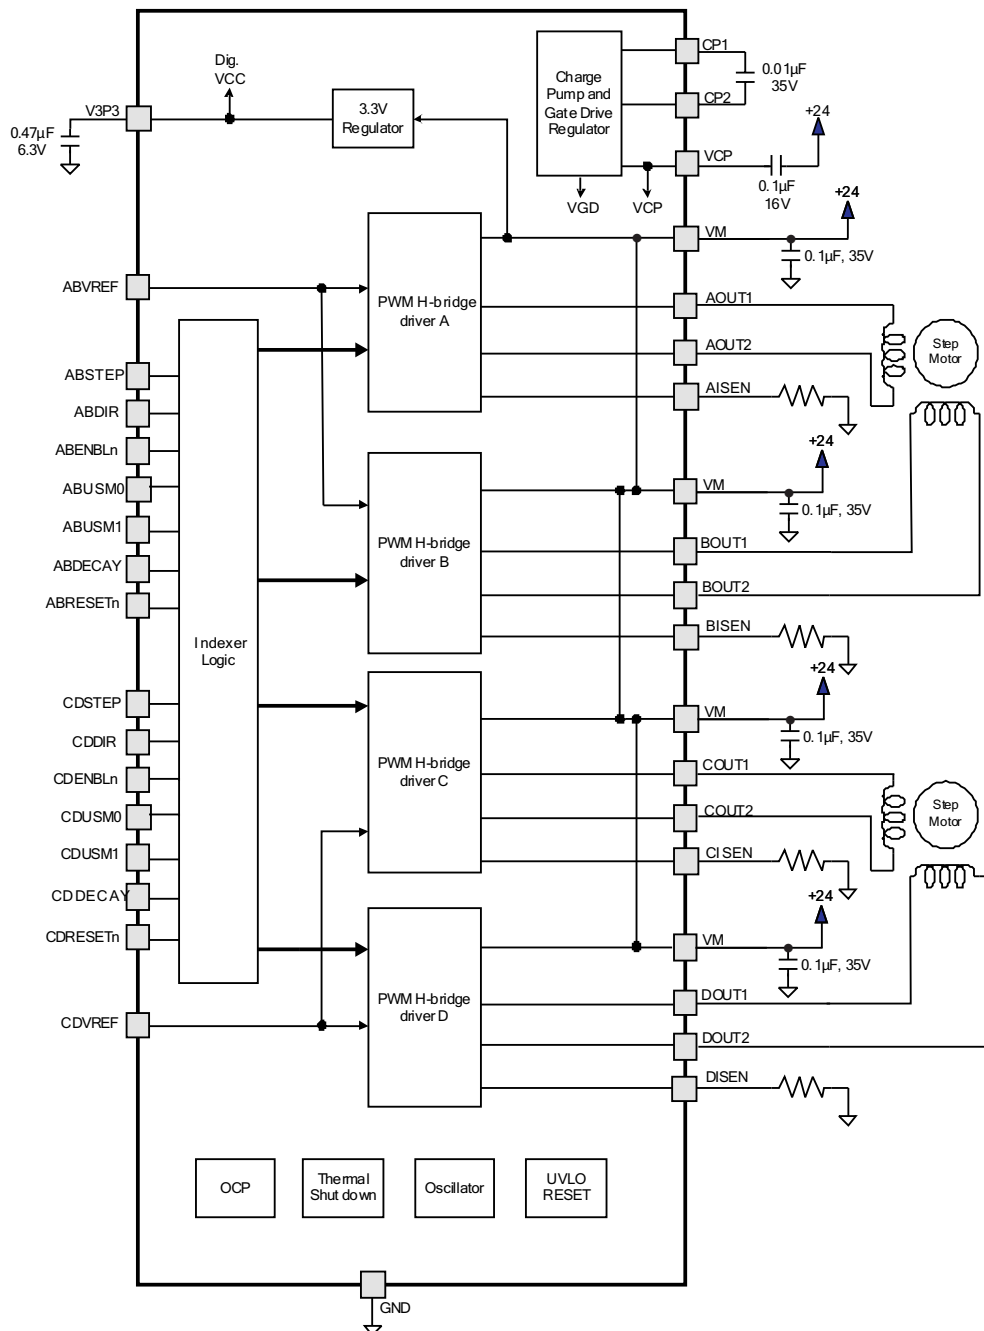 Dig.
VCC
V3P3
0.47µF
6.3V
3.3V
Regulator
Charge
Pump and
Gate Drive
Regulator
CP1
0.01µF
35V
CP2
+24
VCP
0.1µF
16V
VGD
VCP
+24
VM
0.1µF, 35V
ABVREF
PWM H-bridge
driver A
AOUT1
AOUT2
Step
Motor
AISEN
ABSTEP
ABDIR
ABENBLn
ABUSM0
ABUSM1
ABDECAY
ABRESETn
Indexer
Logic
+24
VM
0.1µF, 35V
PWM H-bridge
driver B
BOUT1
BOUT2
BISEN
CDSTEP
CDDIR
CDENBLn
CDUSM0
CDUSM1
CDDECAY
CDRESETn
+24
VM
0.1µF, 35V
PWM H-bridge
driver C
COUT1
COUT2
Step
Motor
CISEN
+24
VM
0.1µF, 35V
CDVREF
PWM H-bridge
driver D
DOUT1
DOUT2
DISEN
OCP
Thermal
Shut down
Oscillator
UVLO
RESET
GND